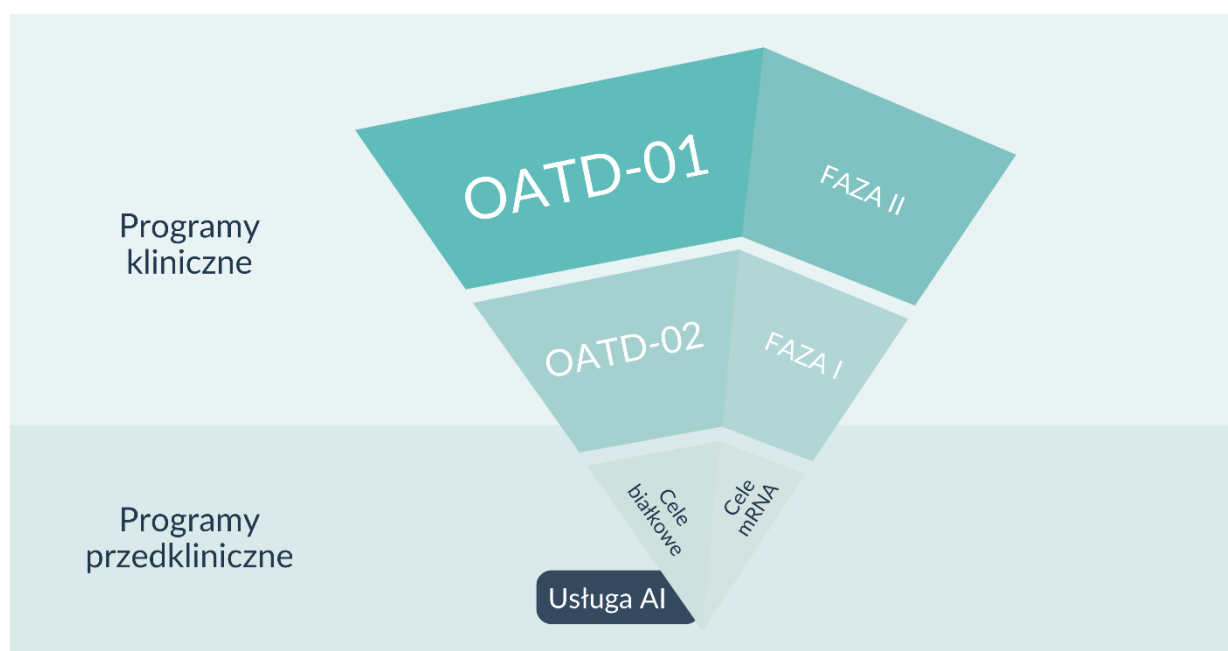 OATD-01
FAZA II
Programy
kliniczne
OATD-02
FAZA I
Cele
białkowe
Cele
mRNA
Programy
przedkliniczne
Usługa AI